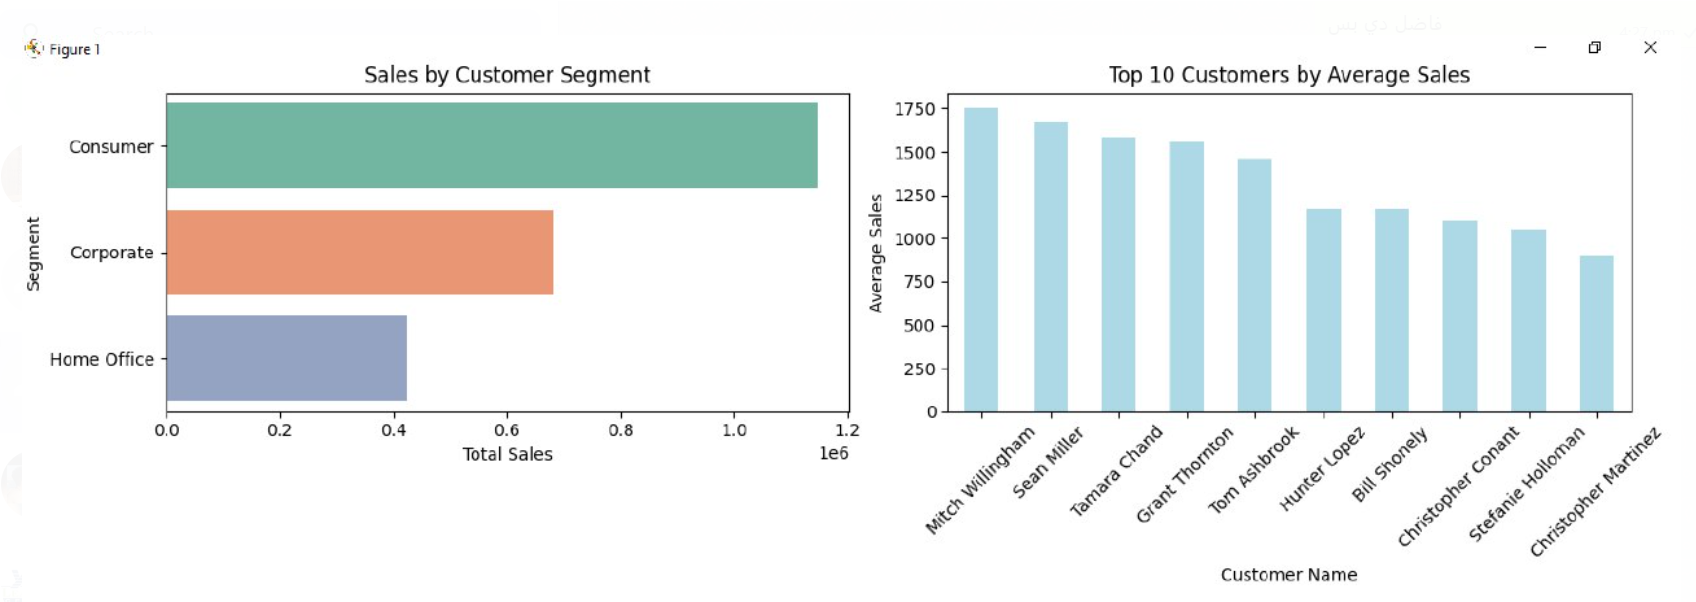 Figure 1
Sales by Customer Segment
Segment
Consumer
Corporate
Home Office
0.0 0.2 0.4 0.6 0.8 1.0 1.2
1e6
Total Sales
Top 10 Customers by Average Sales
Average Sales
1750
1500
1250
1000
750
500
250
0
Mitch Willingham
Sean Miller
Tamara Chand
Grant Thornton
Tom Ashbrook
Hunter Lopez
Bill Shonely
Christopher Conant
Stefanie Holloman
Christopher Martinez
Customer Name